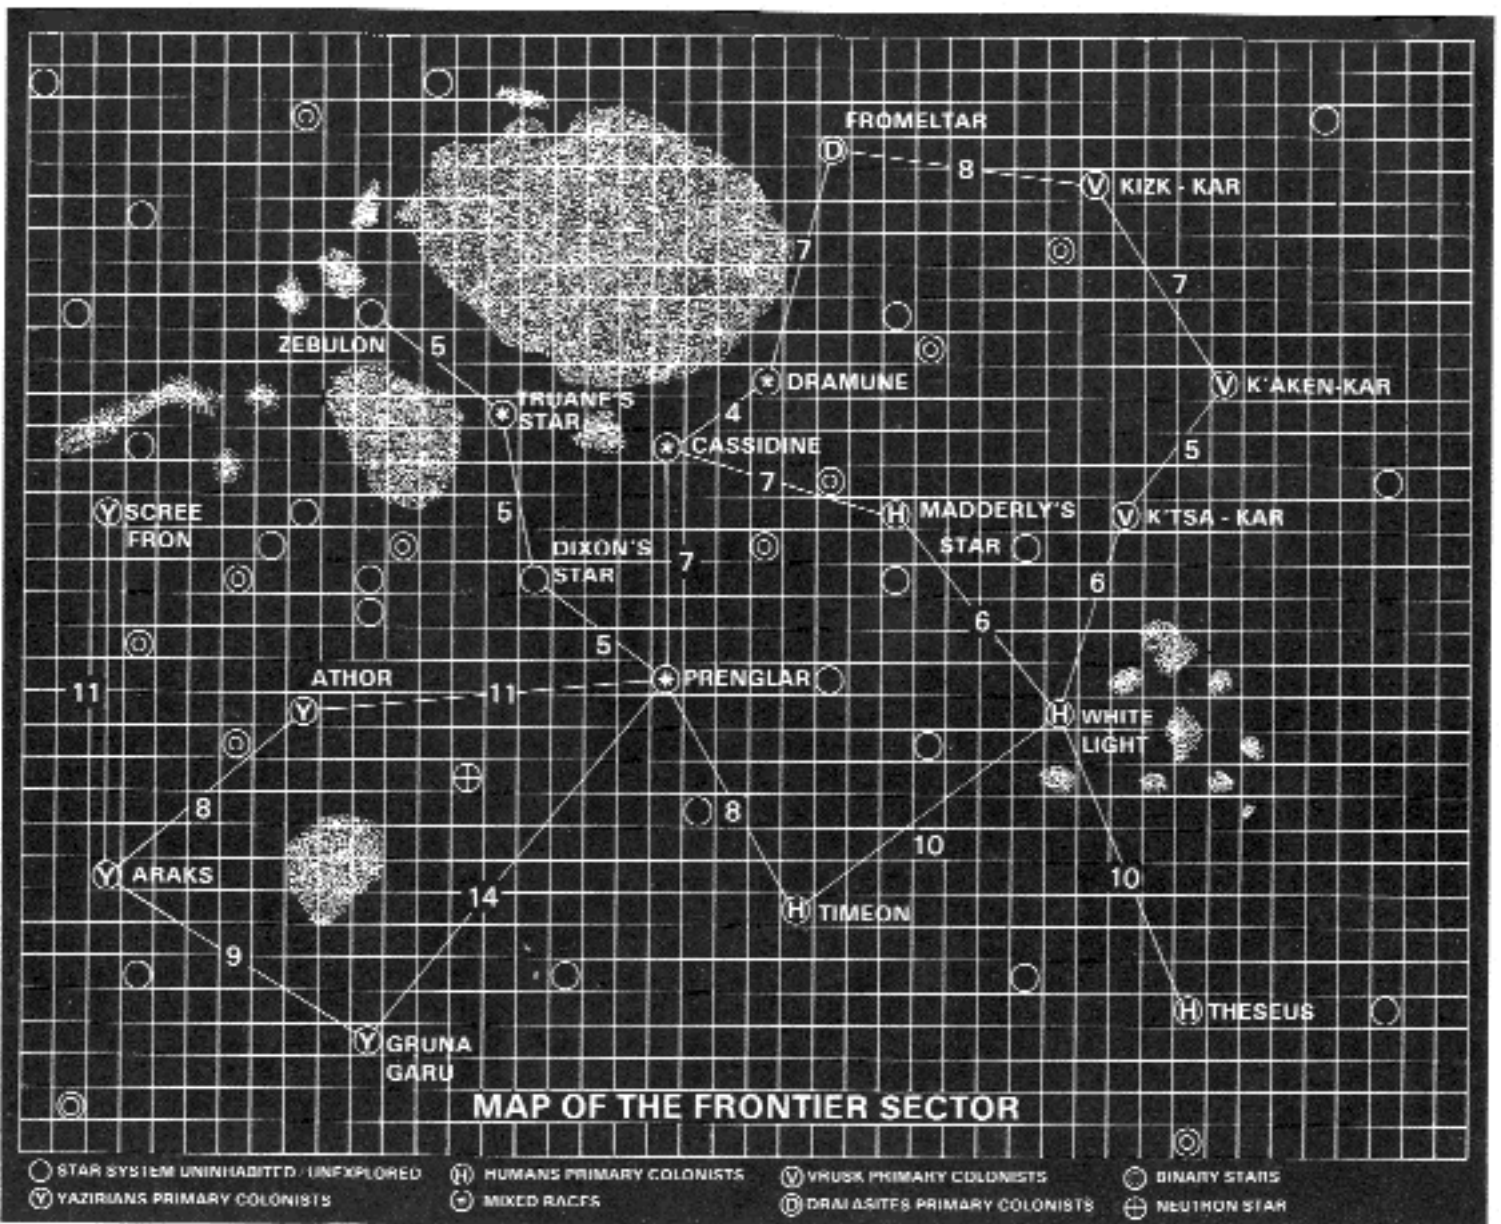 FROMELTAR
D
8
V KIZK - KAR
7
7
ZEBULON
5
DRAMUNE
V K'AKEN-KAR
TRUANE'S
STAR
4
CASSIDINE
5
7
Y SCREE
FRON
5
H MADDERLY'S
STAR
V K'TSA - KAR
DIXON'S
STAR
7
6
6
5
ATHOR
Y
11
11
PRENGLAR
H WHITE
LIGHT
8
8
10
Y ARAKS
14
10
H TIMEON
9
H THESEUS
Y GRUNA
GARU
MAP OF THE FRONTIER SECTOR
STAR SYSTEM UNINHABITED / UNEXPLORED
H HUMANS PRIMARY COLONISTS
V VRUSK PRIMARY COLONISTS
BINARY STARS
Y YAZIRIANS PRIMARY COLONISTS
MIXED RACES
D DRALASITES PRIMARY COLONISTS
NEUTRON STAR